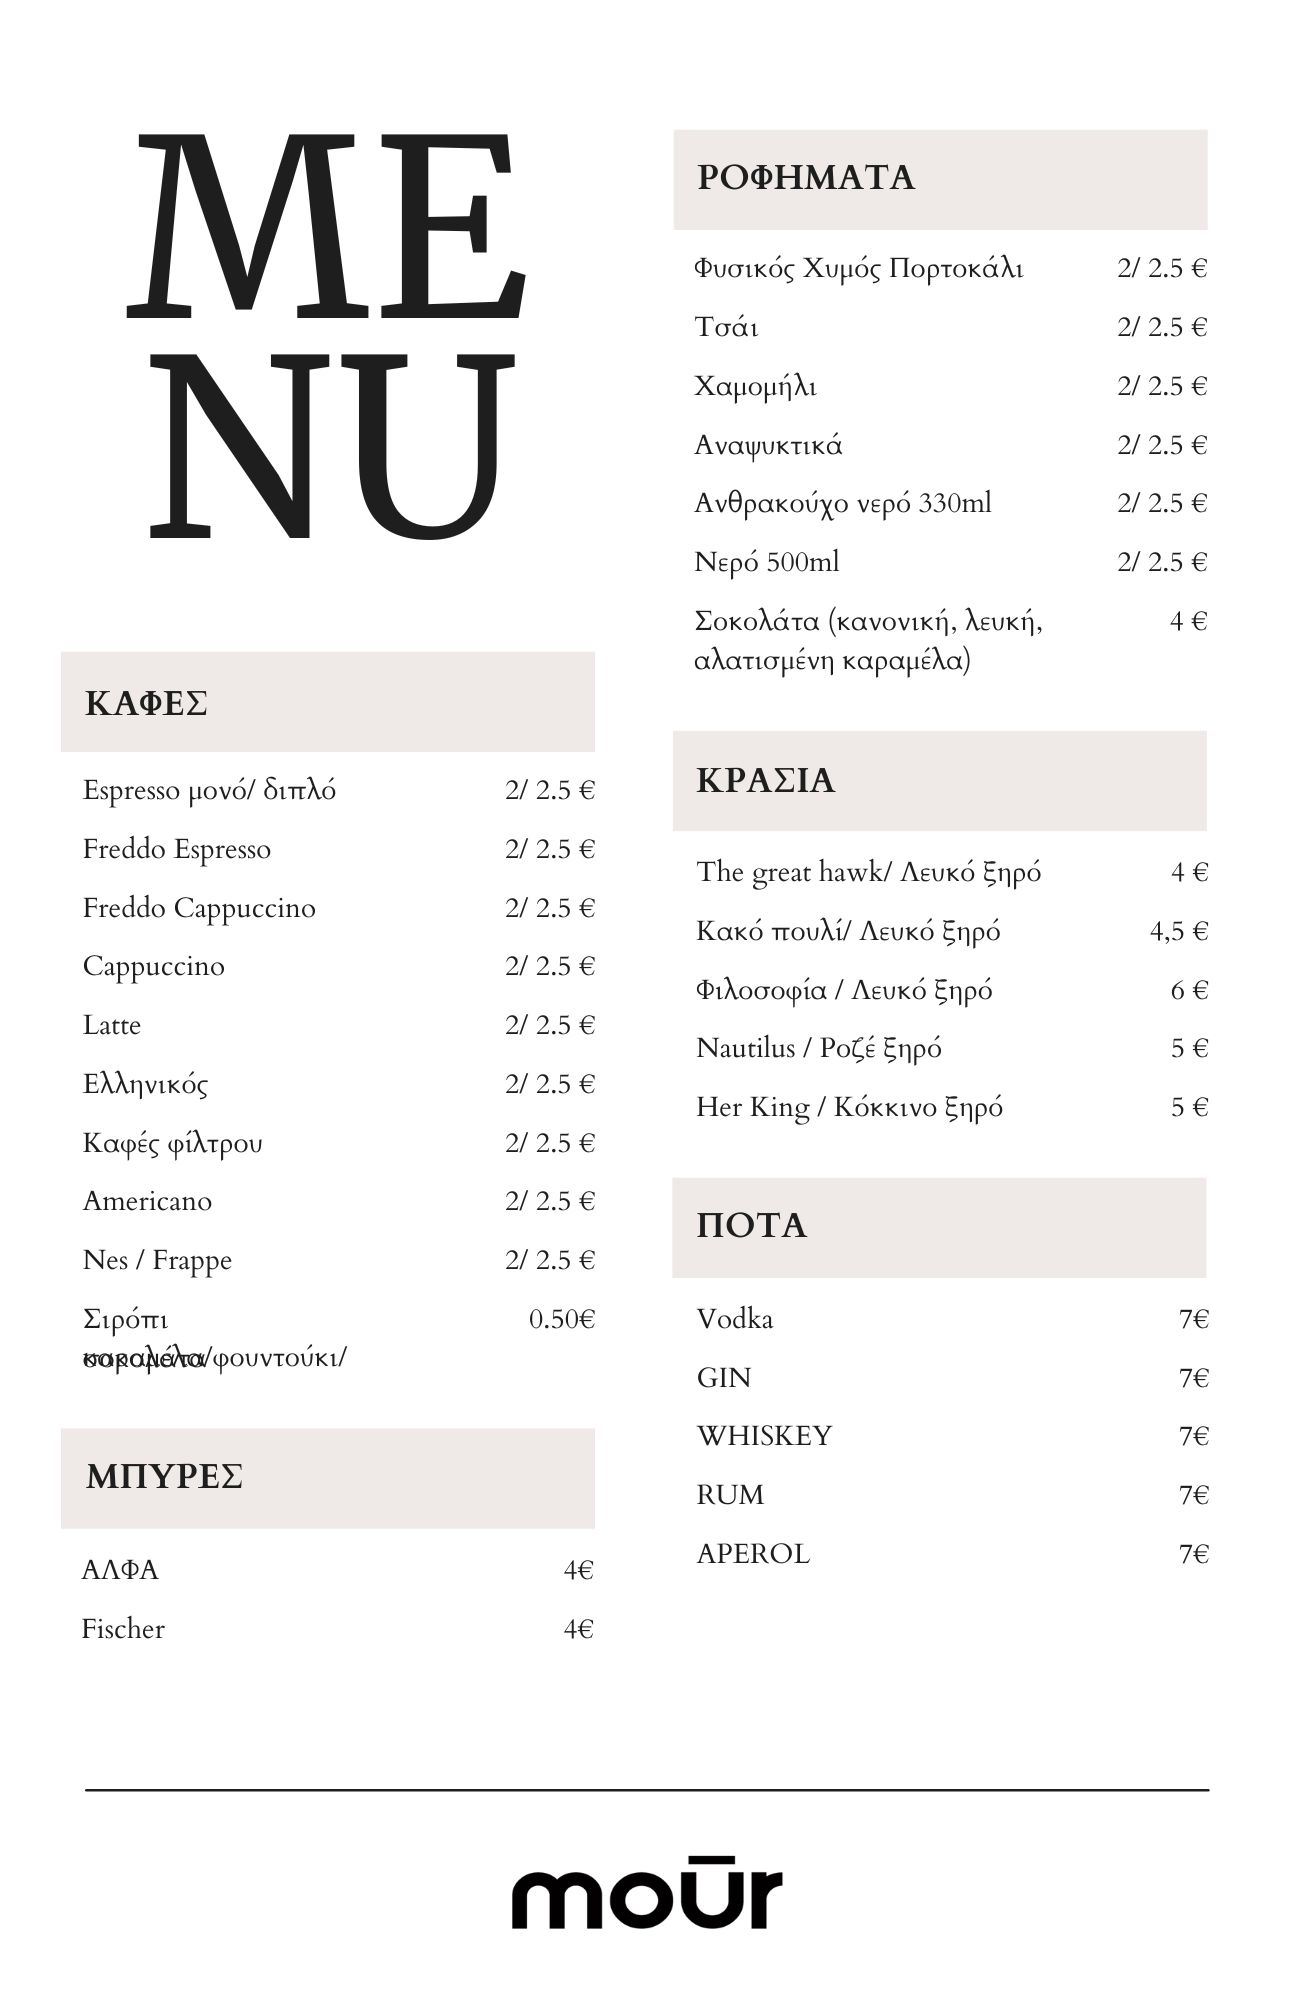 ME
NU
ΚΑΦΕΣ
Espresso μονό/ διπλό 2/ 2.5 €
Freddo Espresso 2/ 2.5 €
Freddo Cappuccino 2/ 2.5 €
Cappuccino 2/ 2.5 €
Latte 2/ 2.5 €
Ελληνικός 2/ 2.5 €
Καφές φίλτρου 2/ 2.5 €
Americano 2/ 2.5 €
Nes / Frappe 2/ 2.5 €
Σιρόπι 0.50€
φουντούκι/
ΜΠΥΡΕΣ
ΑΛΦΑ 4€
Fischer 4€
ΡΟΦΗΜΑΤΑ
Φυσικός Χυμός Πορτοκάλι 2/ 2.5 €
Τσάι 2/ 2.5 €
Χαμομήλι 2/ 2.5 €
Αναψυκτικά 2/ 2.5 €
Ανθρακούχο νερό 330ml 2/ 2.5 €
Νερό 500ml 2/ 2.5 €
Σοκολάτα (κανονική, λευκή, 4 €
αλατισμένη καραμέλα)
ΚΡΑΣΙΑ
The great hawk/ Λευκό ξηρό 4 €
Κακό πουλί/ Λευκό ξηρό 4,5 €
Φιλοσοφία / Λευκό ξηρό 6 €
Nautilus / Ροζέ ξηρό 5 €
Her King / Κόκκινο ξηρό 5 €
ΠΟΤΑ
Vodka 7€
GIN 7€
WHISKEY 7€
RUM 7€
APEROL 7€
moūr